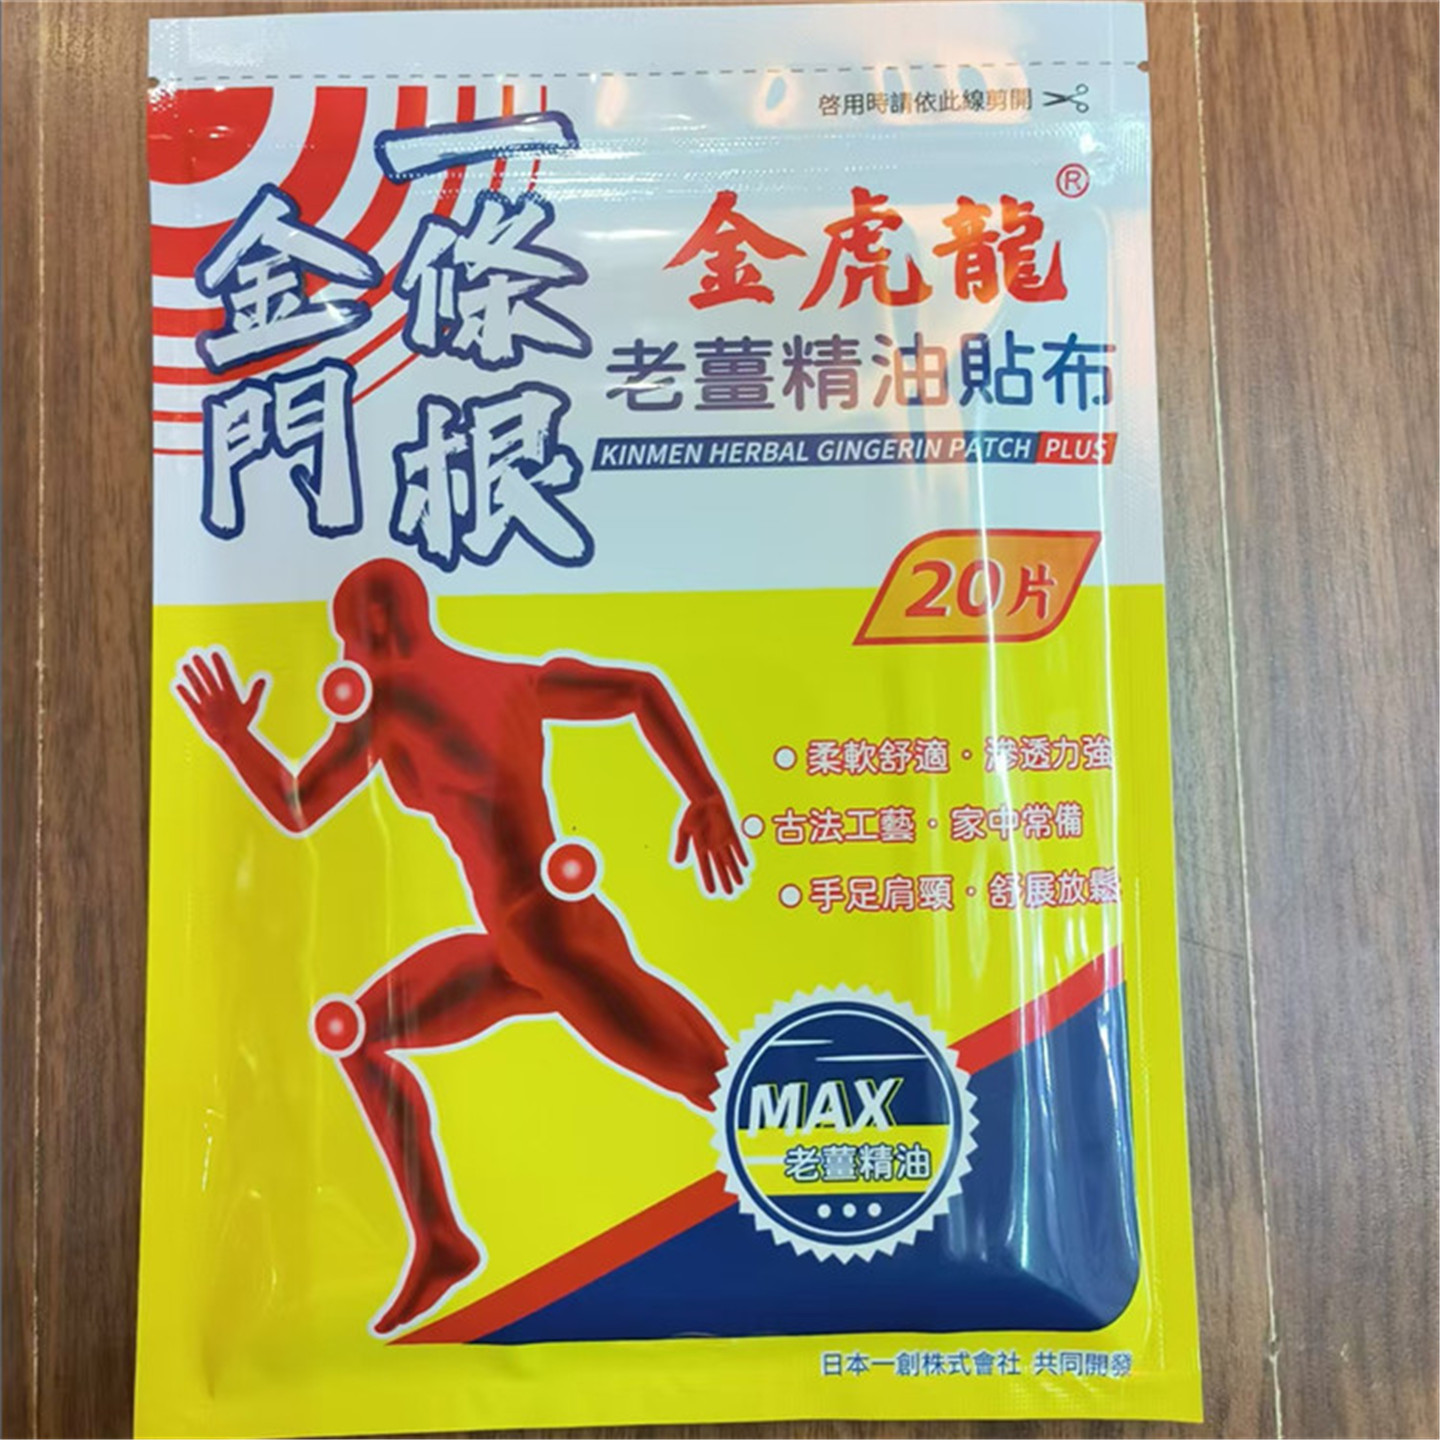 啓用時請依此線剪開
金門
一條根
金虎龍®
老薑精油貼布
KINMEN HERBAL GINGERIN PATCH PLUS
20片
柔軟舒適・滲透力強
古法工藝・家中常備
手足肩頸・舒展放鬆
MAX
老薑精油
日本一創株式會社 共同開發